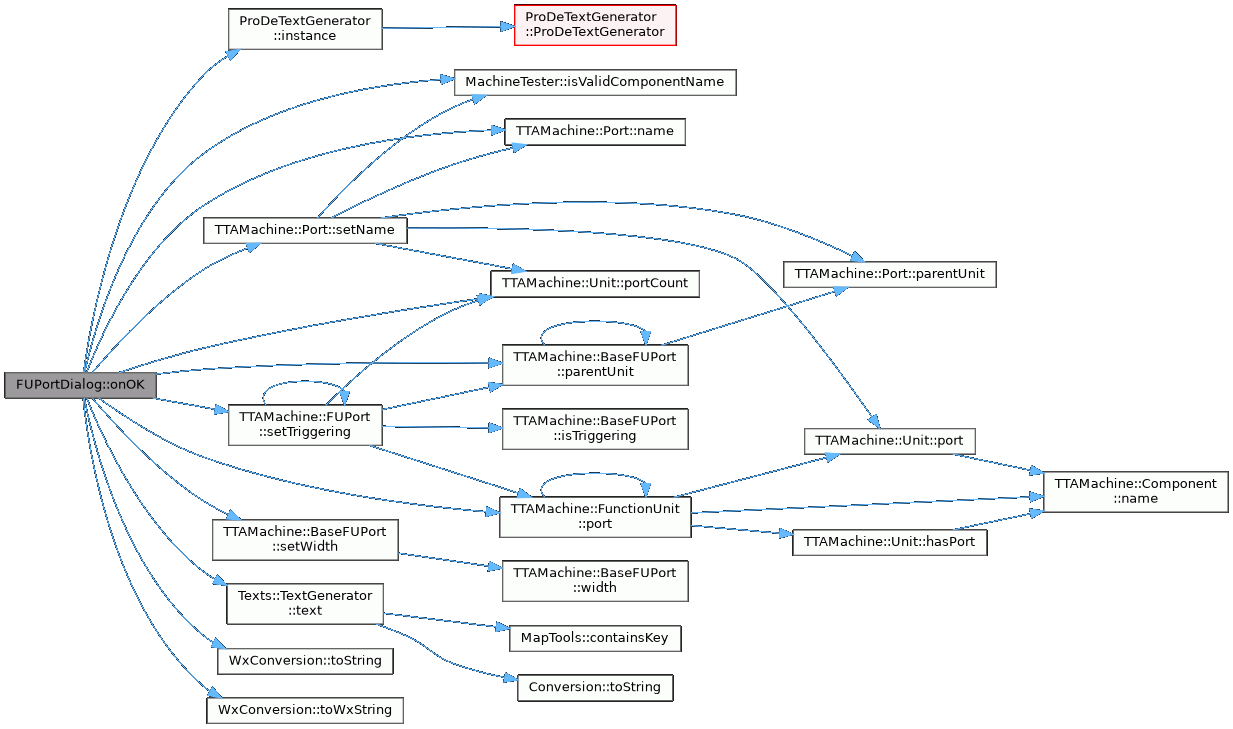 ProDeTextGenerator
::instance
ProDeTextGenerator
::ProDeTextGenerator
MachineTester::isValidComponentName
TTAMachine::Port::name
TTAMachine::Port::setName
TTAMachine::Port::parentUnit
TTAMachine::Unit::portCount
TTAMachine::BaseFUPort
::parentUnit
FUPortDialog::onOK
TTAMachine::FUPort
::setTriggering
TTAMachine::BaseFUPort
::isTriggering
TTAMachine::Unit::port
TTAMachine::Component
::name
TTAMachine::FunctionUnit
::port
TTAMachine::BaseFUPort
::setWidth
TTAMachine::Unit::hasPort
TTAMachine::BaseFUPort
::width
Texts::TextGenerator
::text
MapTools::containsKey
WxConversion::toString
Conversion::toString
WxConversion::toWxString